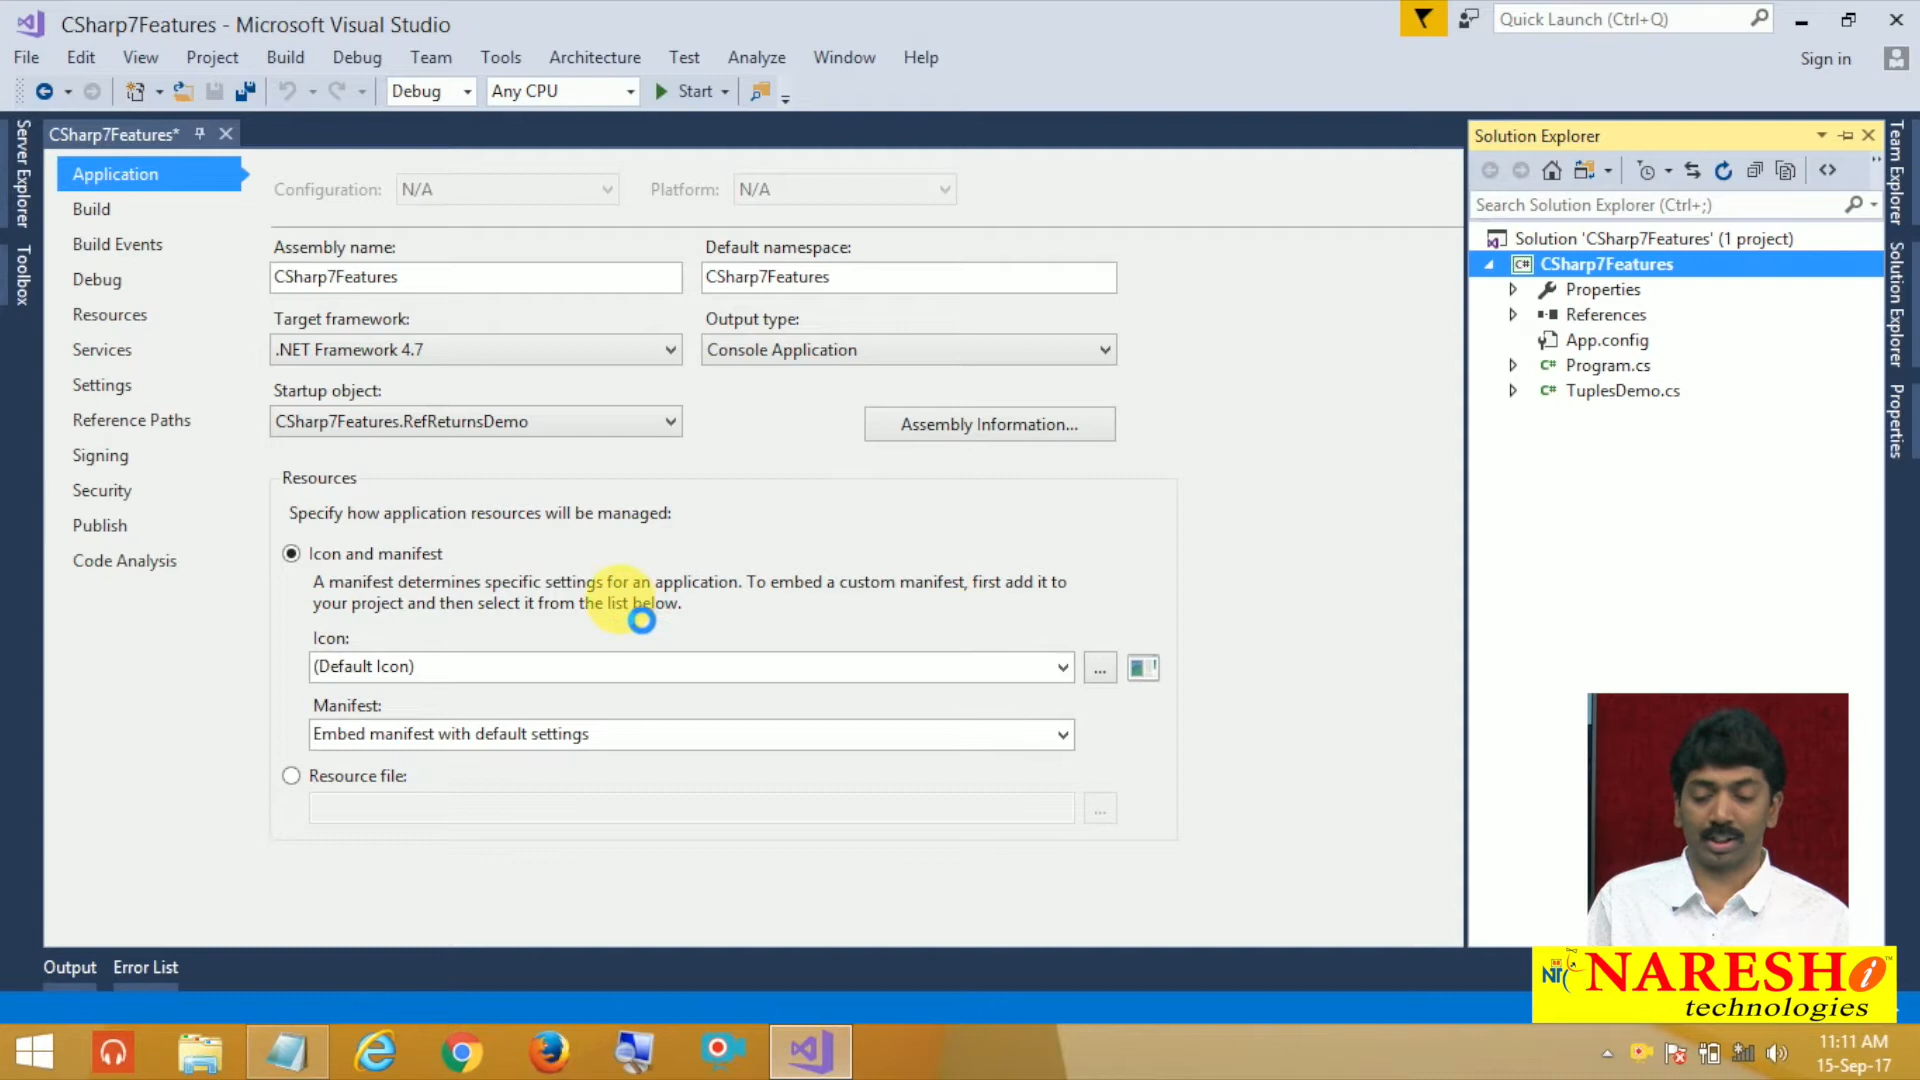 CSharp7Features - Microsoft Visual Studio
Quick Launch (Ctrl+Q)
File Edit View Project Build Debug Team Tools Architecture Test Analyze Window Help
Sign in
Debug Any CPU Start
Server Explorer
Toolbox
CSharp7Features*
Application
Build
Build Events
Debug
Resources
Services
Settings
Reference Paths
Signing
Security
Publish
Code Analysis
Configuration: N/A Platform: N/A
Assembly name: Default namespace:
CSharp7Features CSharp7Features
Target framework: Output type:
.NET Framework 4.7 Console Application
Startup object:
CSharp7Features.RefReturnsDemo Assembly Information...
Resources
Specify how application resources will be managed:
Icon and manifest
A manifest determines specific settings for an application. To embed a custom manifest, first add it to
your project and then select it from the list below.
Icon:
(Default Icon) ...
Manifest:
Embed manifest with default settings
Resource file:
...
Solution Explorer
Search Solution Explorer (Ctrl+;)
Solution 'CSharp7Features' (1 project)
C# CSharp7Features
Properties
References
App.config
C# Program.cs
C# TuplesDemo.cs
Team Explorer
Solution Explorer
Properties
Output Error List
NARESH i
technologies
11:11 AM
15-Sep-17